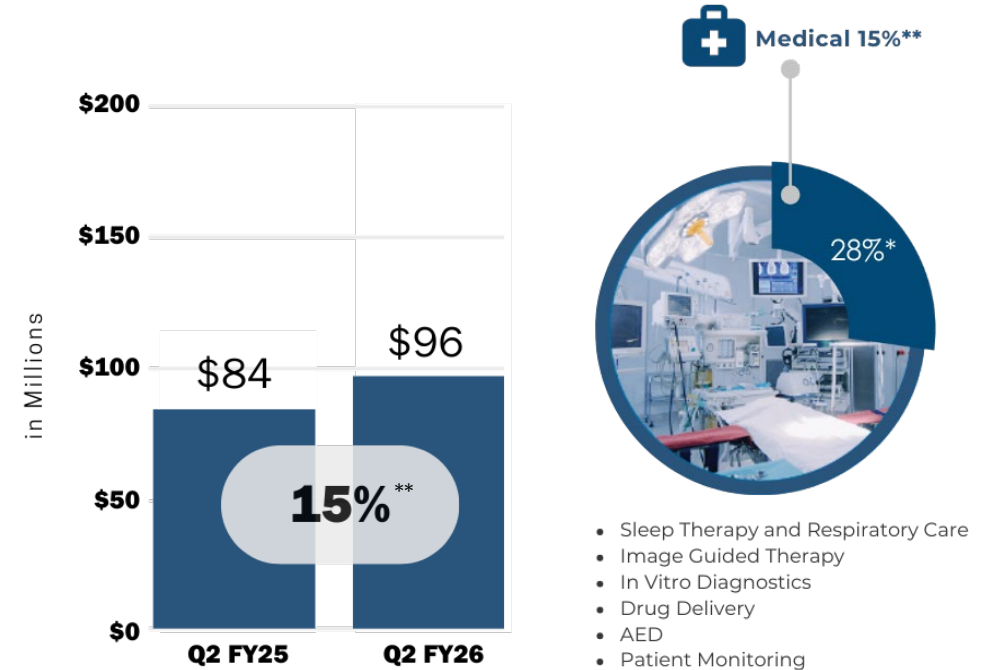 Medical 15%**
$200
$150
$100
$50
$0
in Millions
$84
$96
15%**
Q2 FY25
Q2 FY26
28%*
• Sleep Therapy and Respiratory Care
• Image Guided Therapy
• In Vitro Diagnostics
• Drug Delivery
• AED
• Patient Monitoring